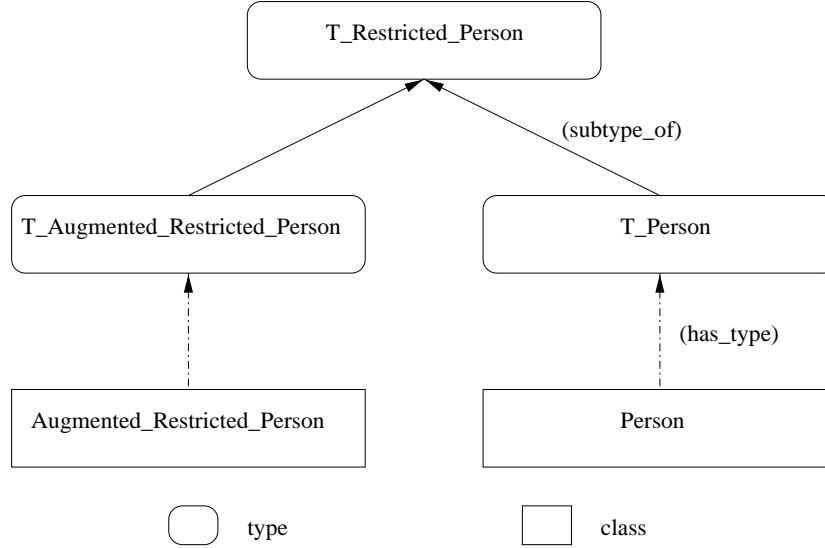 T_Restricted_Person
(subtype_of)
T_Augmented_Restricted_Person
T_Person
(has_type)
Augmented_Restricted_Person
Person
type
class